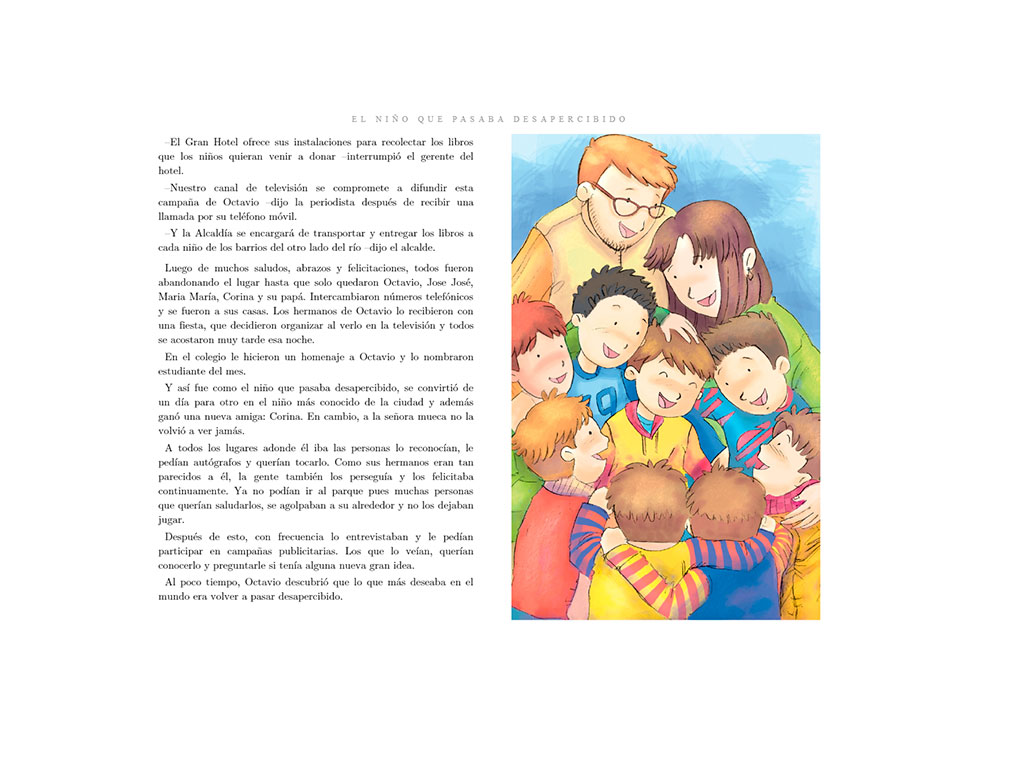 EL NIÑO QUE PASABA DESAPERCIBIDO
–El Gran Hotel ofrece sus instalaciones para recolectar los libros
que los niños quieran venir a donar –interrumpió el gerente del
hotel.
–Nuestro canal de televisión se compromete a difundir esta
campaña de Octavio –dijo la periodista después de recibir una
llamada por su teléfono móvil.
–Y la Alcaldía se encargará de transportar y entregar los libros a
cada niño de los barrios del otro lado del río –dijo el alcalde.
Luego de muchos saludos, abrazos y felicitaciones, todos fueron
abandonando el lugar hasta que solo quedaron Octavio, Jose José,
Maria María, Corina y su papá. Intercambiaron números telefónicos
y se fueron a sus casas. Los hermanos de Octavio lo recibieron con
una fiesta, que decidieron organizar al verlo en la televisión y todos
se acostaron muy tarde esa noche.
En el colegio le hicieron un homenaje a Octavio y lo nombraron
estudiante del mes.
Y así fue como el niño que pasaba desapercibido, se convirtió de
un día para otro en el niño más conocido de la ciudad y además
ganó una nueva amiga: Corina. En cambio, a la señora mueca no la
volvió a ver jamás.
A todos los lugares adonde él iba las personas lo reconocían, le
pedían autógrafos y querían tocarlo. Como sus hermanos eran tan
parecidos a él, la gente también los perseguía y los felicitaba
continuamente. Ya no podían ir al parque pues muchas personas
que querían saludarlos, se agolpaban a su alrededor y no los dejaban
jugar.
Después de esto, con frecuencia lo entrevistaban y le pedían
participar en campañas publicitarias. Los que lo veían, querían
conocerlo y preguntarle si tenía alguna nueva gran idea.
Al poco tiempo, Octavio descubrió que lo que más deseaba en el
mundo era volver a pasar desapercibido.